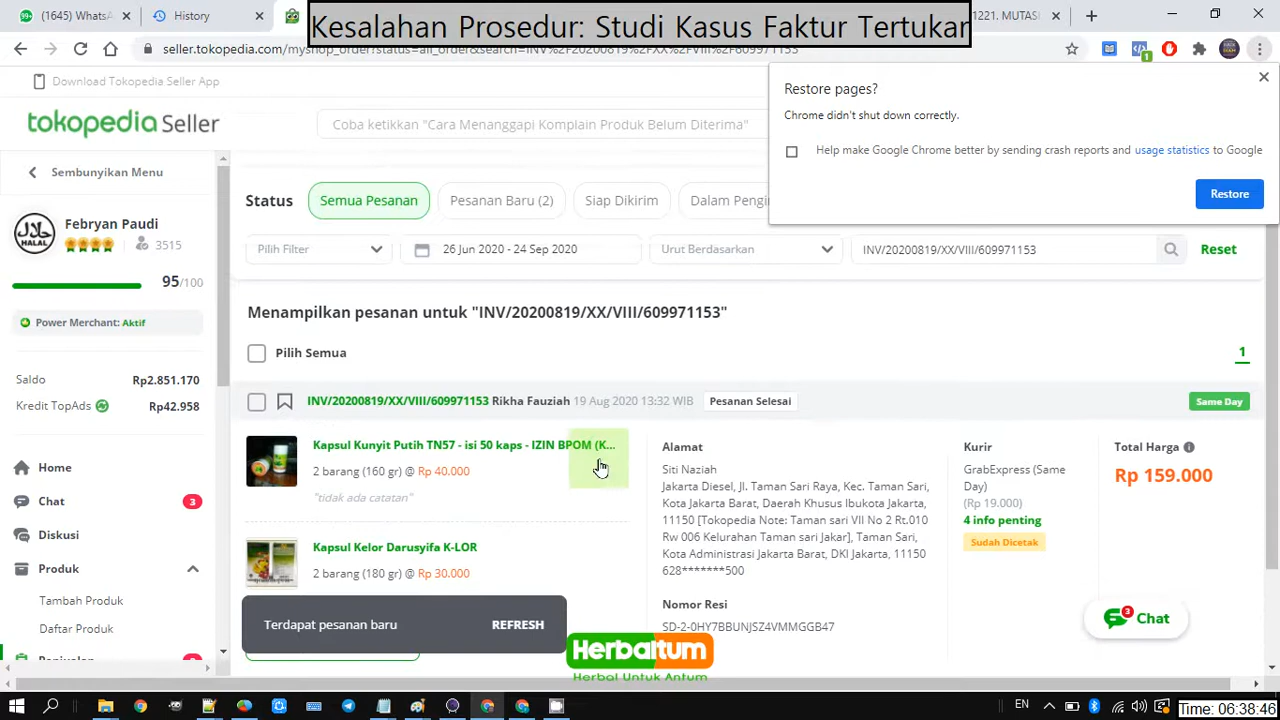 (1645) WhatsA
History
1221. MUTASI
Kesalahan Prosedur: Studi Kasus Faktur Tertukar
seller.tokopedia.com/myshop_order?status=all_order&search=INV%2F20200819%2FXX%2FVIII%2F609971153
Download Tokopedia Seller App
Restore pages?
Chrome didn't shut down correctly.
Help make Google Chrome better by sending crash reports and usage statistics to Google
Restore
tokopedia Seller
Coba ketikkan "Cara Menanggapi Komplain Produk Belum Diterima"
Sembunyikan Menu
Status
Semua Pesanan
Pesanan Baru (2)
Siap Dikirim
Dalam Pengi
Febryan Paudi
3515
HALAL
Pilih Filter
26 Jun 2020 - 24 Sep 2020
Urut Berdasarkan
INV/20200819/XX/VIII/609971153
Reset
95/100
Power Merchant: Aktif
Menampilkan pesanan untuk "INV/20200819/XX/VIII/609971153"
Pilih Semua
1
Saldo
Rp2.851.170
Kredit TopAds
Rp42.958
INV/20200819/XX/VIII/609971153 Rikha Fauziah 19 Aug 2020 13:32 WIB
Pesanan Selesai
Same Day
Kapsul Kunyit Putih TN57 - isi 50 kaps - IZIN BPOM (K...
2 barang (160 gr) @ Rp 40.000
"tidak ada catatan"
Kapsul Kelor Darusyifa K-LOR
2 barang (180 gr) @ Rp 30.000
Alamat
Siti Naziah
Jakarta Diesel, Jl. Taman Sari Raya, Kec. Taman Sari,
Kota Jakarta Barat, Daerah Khusus Ibukota Jakarta,
11150 [Tokopedia Note: Taman sari VII No 2 Rt.010
Rw 006 Kelurahan Taman sari Jakar], Taman Sari,
Kota Administrasi Jakarta Barat, DKI Jakarta, 11150
628*******500
Nomor Resi
SD-2-0HY7BBUNJSZ4VMMGGB47
Kurir
GrabExpress (Same
Day)
(Rp 19.000)
4 info penting
Sudah Dicetak
Total Harga
Rp 159.000
Home
Chat
3
Diskusi
Produk
Tambah Produk
Daftar Produk
Penjualan
Terdapat pesanan baru
REFRESH
3
Chat
Herbaltum
Herbal Untuk Antum
EN
Time: 06:38:46